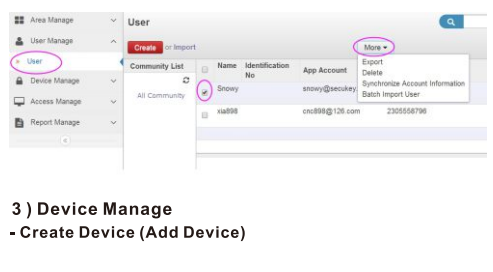 Area Manage
User Manage
User
Device Manage
Access Manage
Report Manage
User
Create or Import
More
Community List
All Community
Name Identification No App Account
Snowy snowy@secukey.
xia898 cnc898@126.com 2305558796
Export
Delete
Synchronize Account Information
Batch Import User
3 ) Device Manage
- Create Device (Add Device)